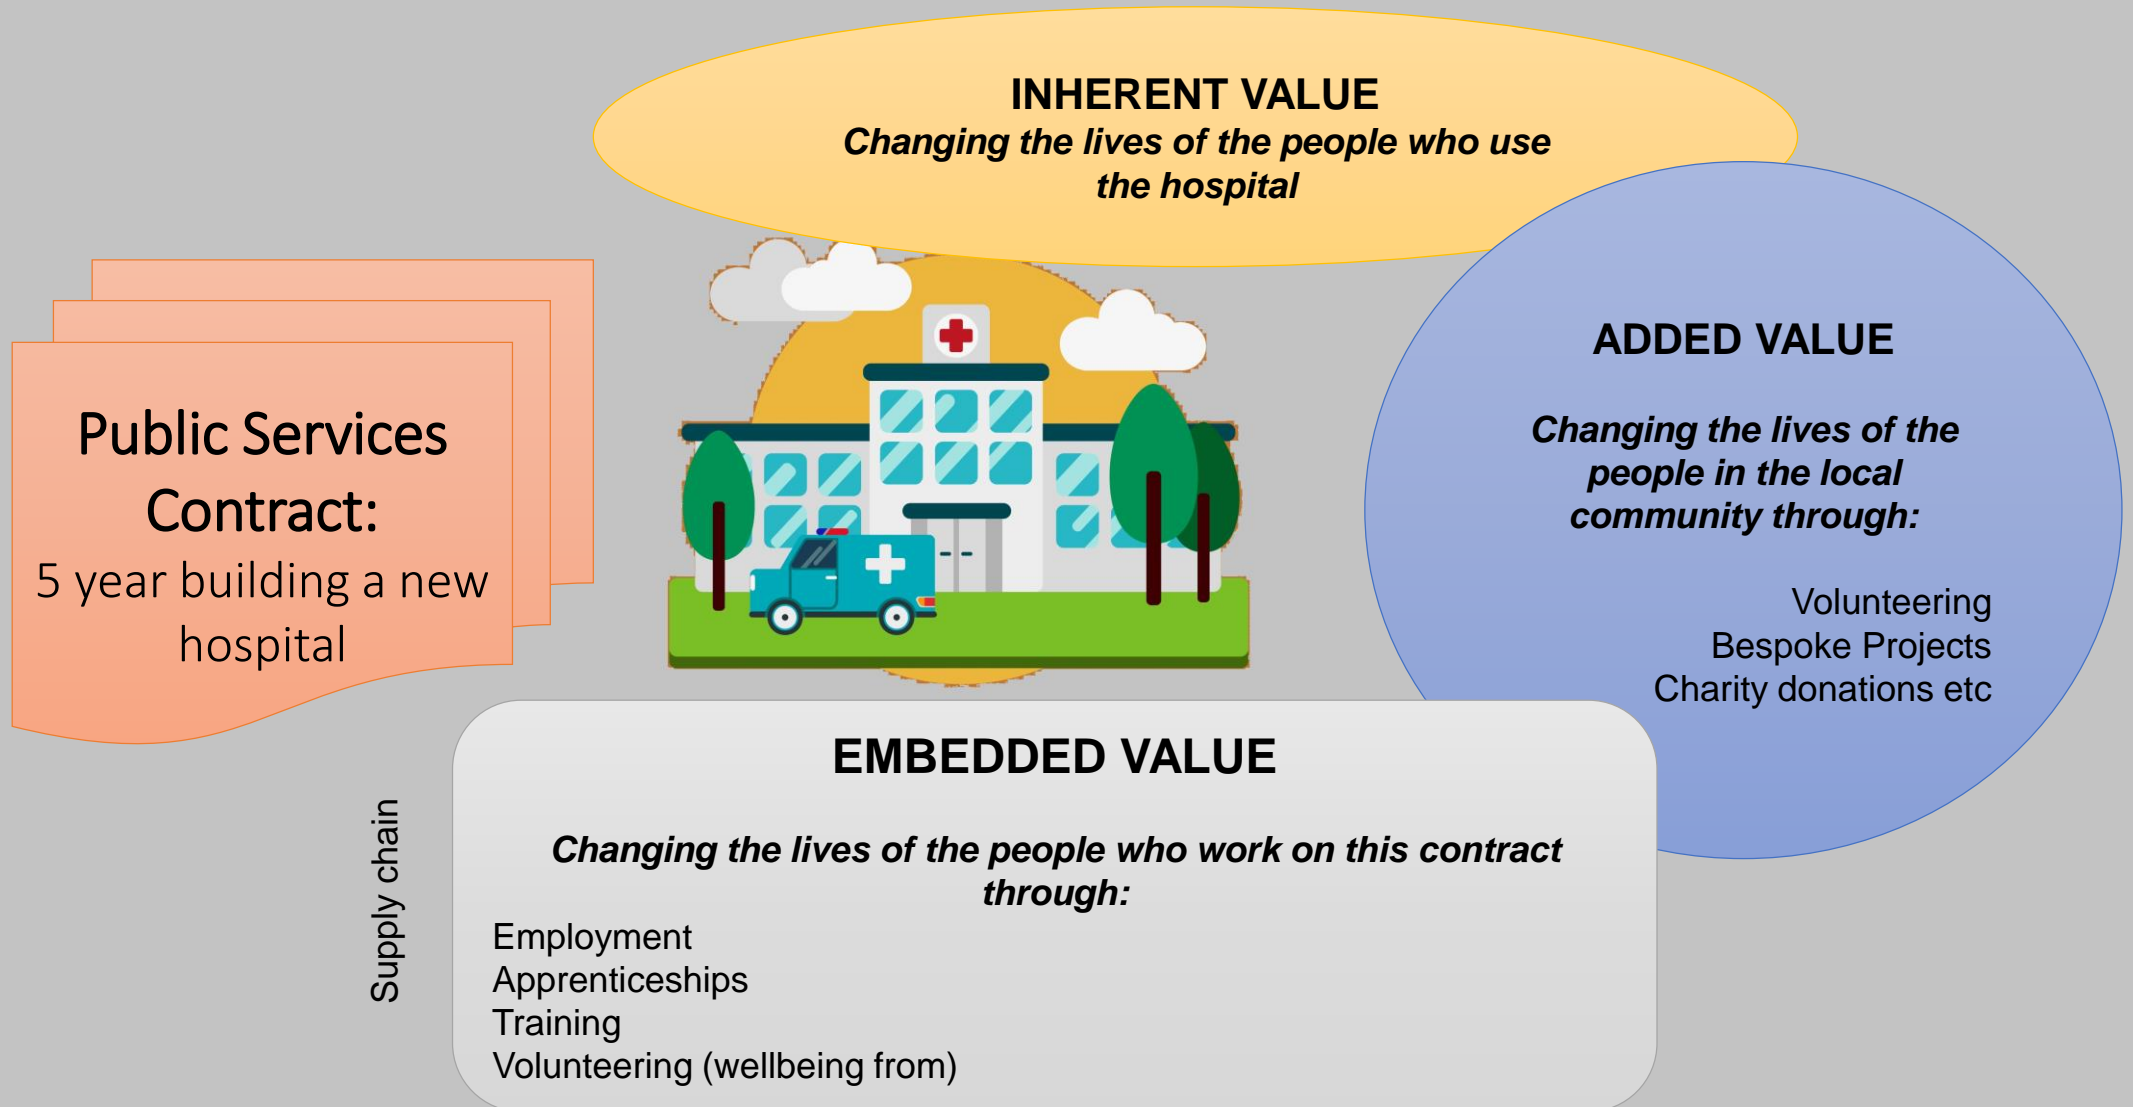 INHERENT VALUE
Changing the lives of the people who use
the hospital
Public Services
Contract:
5 year building a new
hospital
ADDED VALUE
Changing the lives of the
people in the local
community through:
Volunteering
Bespoke Projects
Charity donations etc
EMBEDDED VALUE
Changing the lives of the people who work on this contract
through:
Employment
Apprenticeships
Training
Volunteering (wellbeing from)
Supply chain